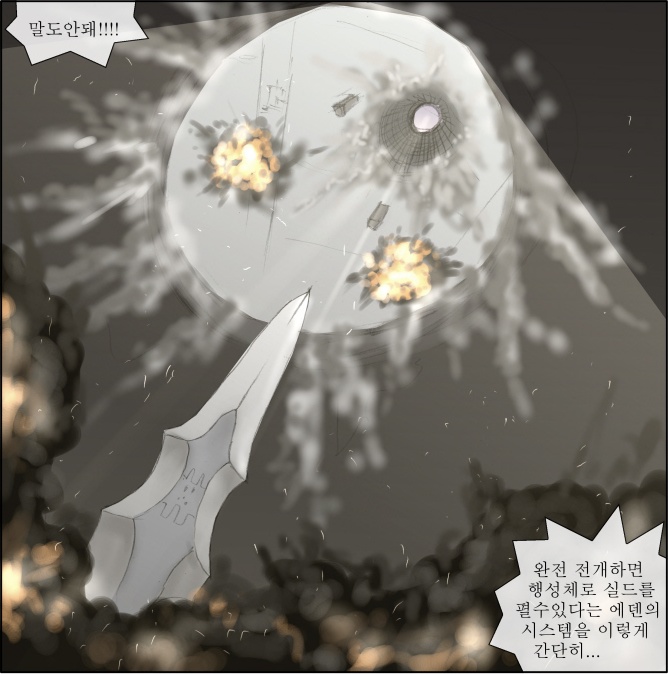 말도안돼!!!!
완전 전개하면
행성체로 실드를
펼수있다는 에덴의
시스템을 이렇게
간단히...